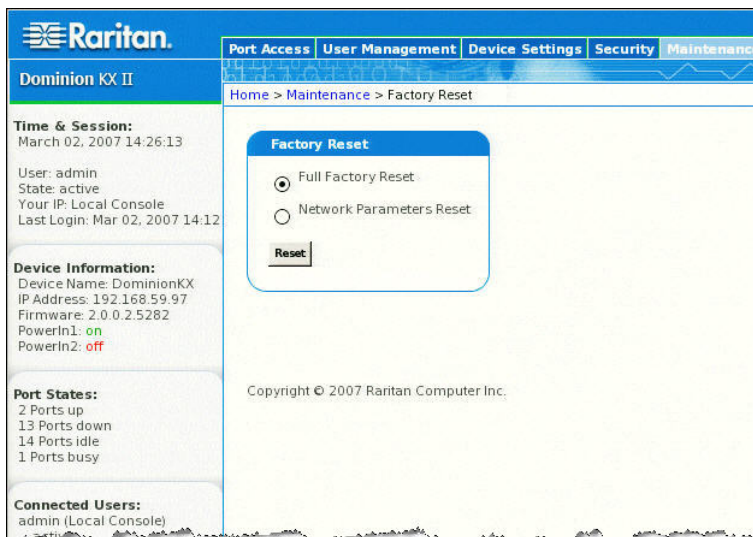 Raritan.
Dominion KX II
Port Access User Management Device Settings Security Maintenance
Home > Maintenance > Factory Reset
Time & Session:
March 02, 2007 14:26:13
User: admin
State: active
Your IP: Local Console
Last Login: Mar 02, 2007 14:12
Device Information:
Device Name: DominionKX
IP Address: 192.168.59.97
Firmware: 2.0.0.2.5282
PowerIn1: on
PowerIn2: off
Port States:
2 Ports up
13 Ports down
14 Ports idle
1 Ports busy
Connected Users:
admin (Local Console)
Factory Reset
Full Factory Reset
Network Parameters Reset
Reset
Copyright © 2007 Raritan Computer Inc.